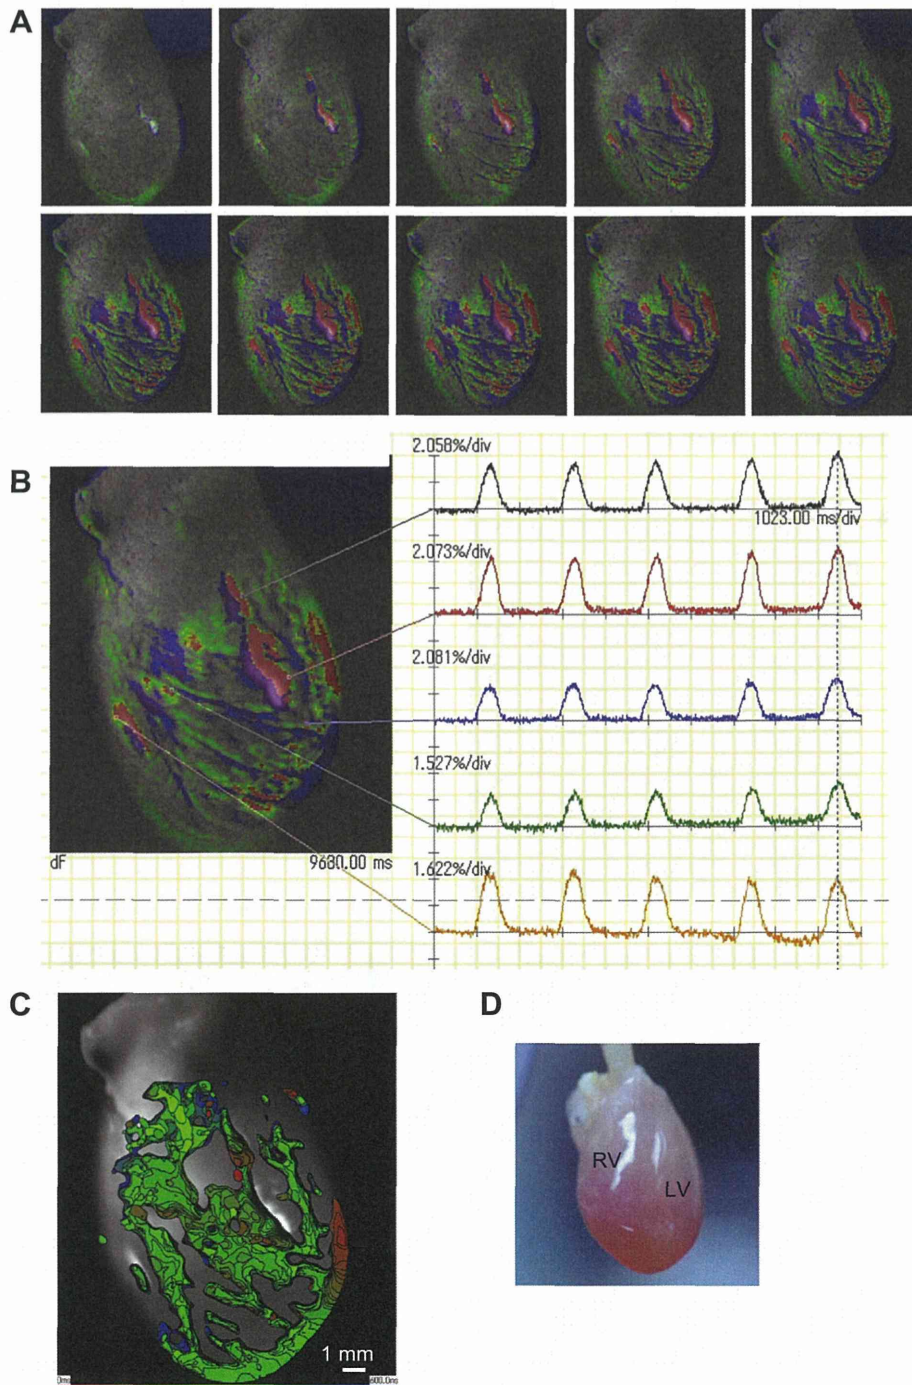 A
B
2.058%/div
1023.00 ms/div
2.073%/div
2.081%/div
1.527%/div
1.622%/div
dF
9680.00 ms
C
1 mm
D
RV
LV